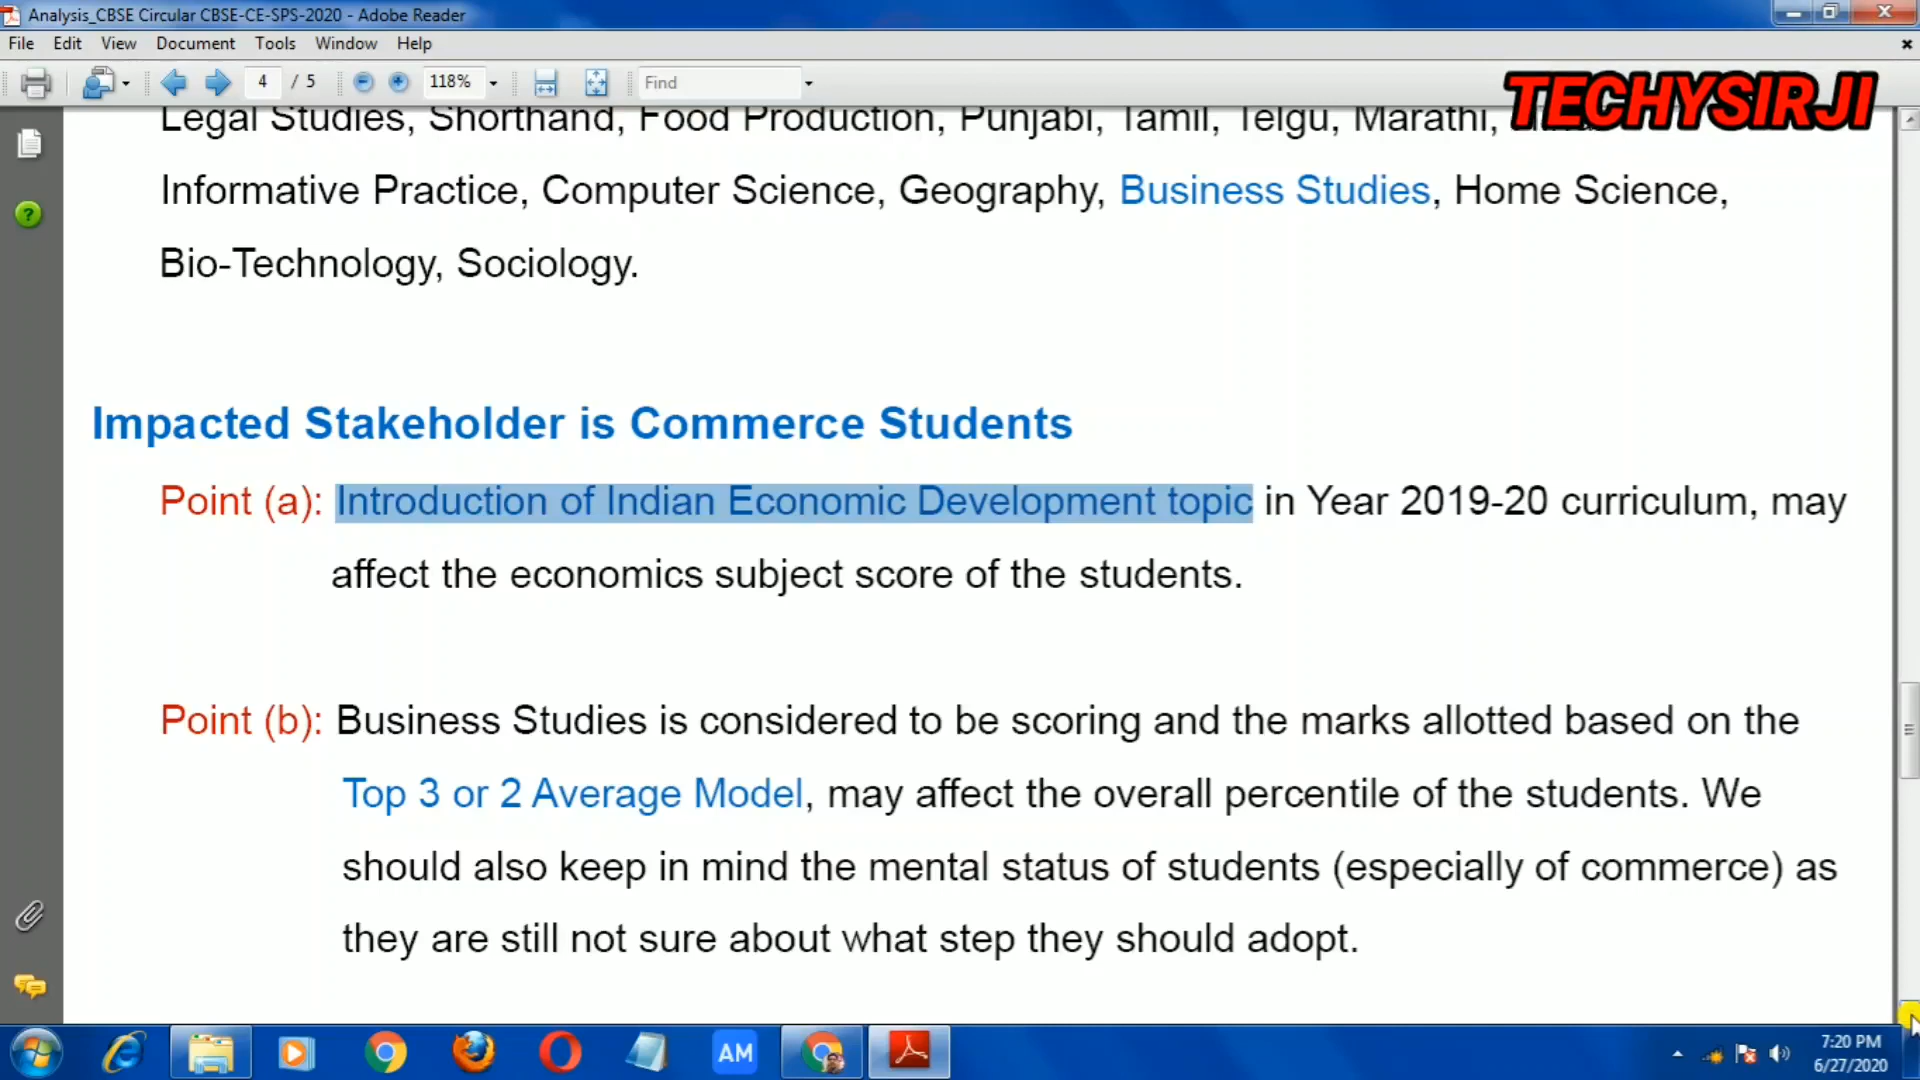 Analysis_CBSE Circular CBSE-CE-SPS-2020 - Adobe Reader
File Edit View Document Tools Window Help
4 / 5 118% Find
TECHYSIRJI
Legal Studies, Shorthand, Food Production, Punjabi, Tamil, Telgu, Marathi,
Informative Practice, Computer Science, Geography, Business Studies, Home Science,
Bio-Technology, Sociology.
Impacted Stakeholder is Commerce Students
Point (a): Introduction of Indian Economic Development topic in Year 2019-20 curriculum, may
affect the economics subject score of the students.
Point (b): Business Studies is considered to be scoring and the marks allotted based on the
Top 3 or 2 Average Model, may affect the overall percentile of the students. We
should also keep in mind the mental status of students (especially of commerce) as
they are still not sure about what step they should adopt.
AM
7:20 PM
6/27/2020